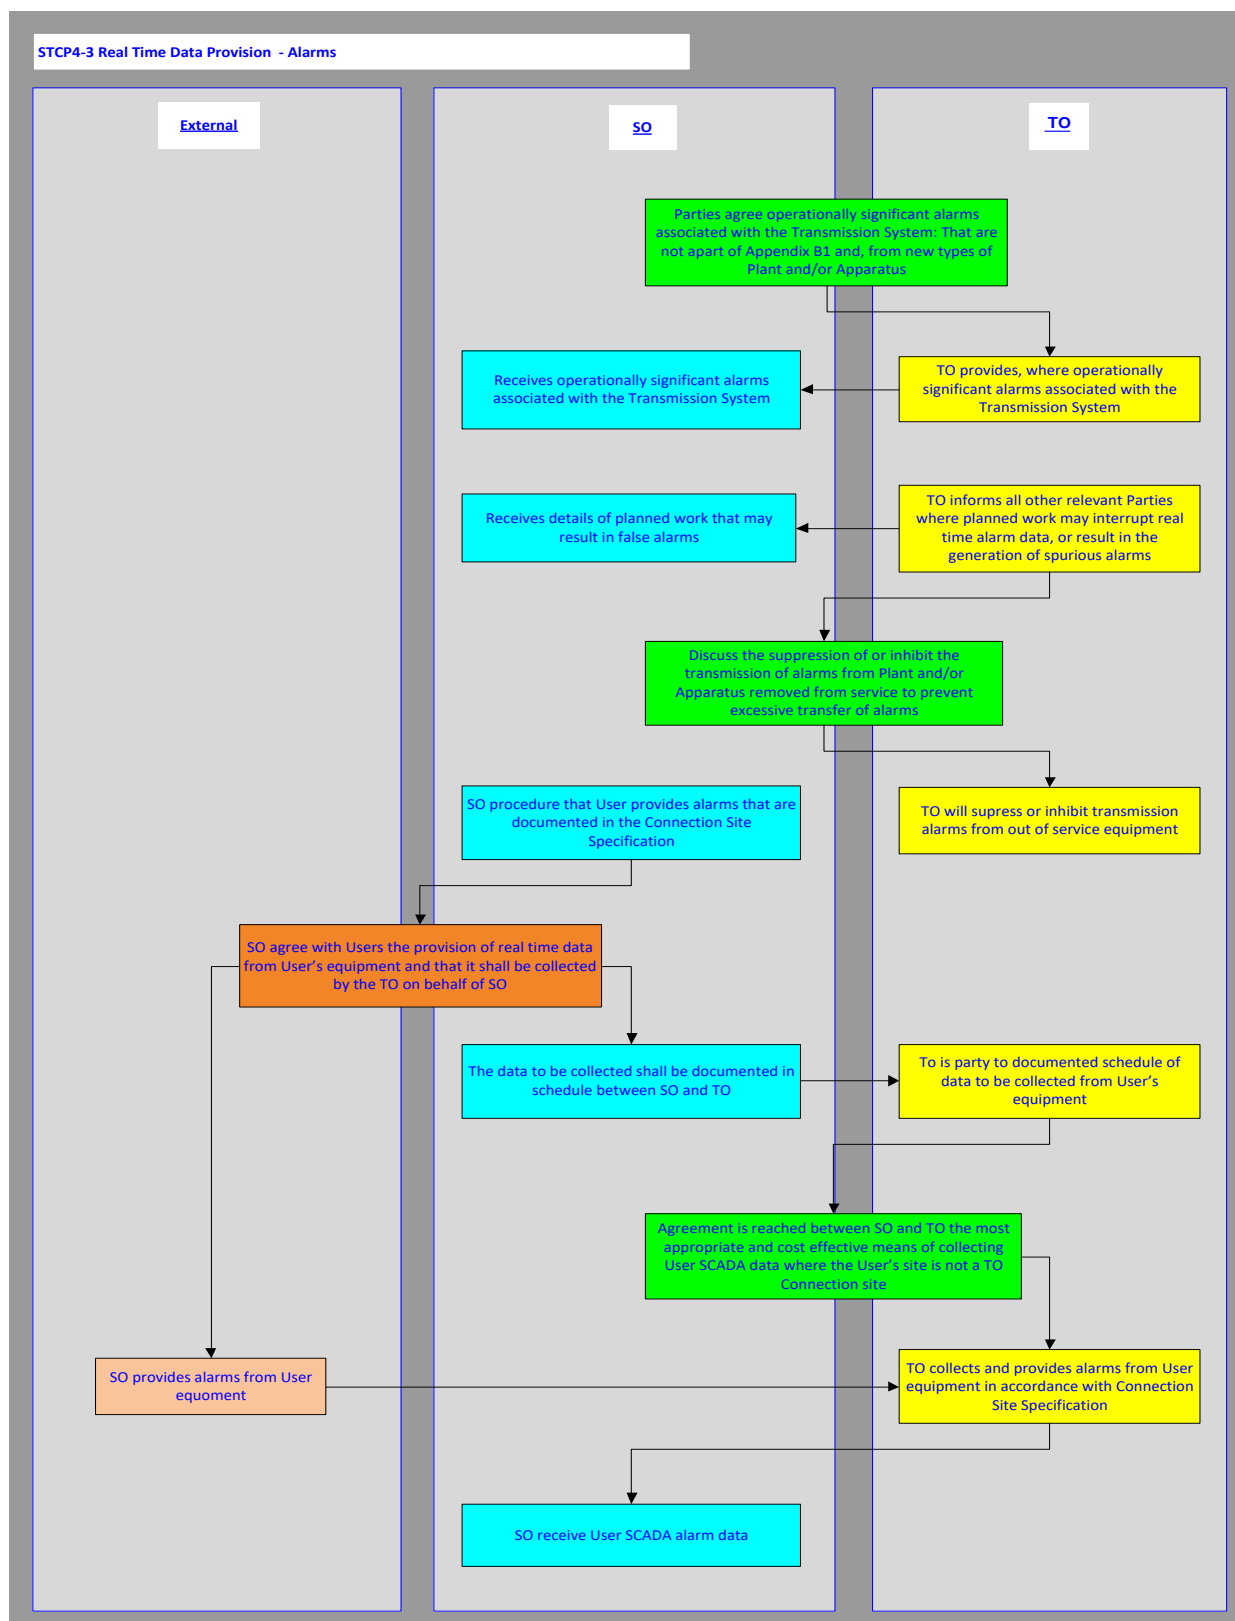 STCP4-3 Real Time Data Provision - Alarms
External
SO
TO
Parties agree operationally significant alarms
associated with the Transmission System: That are
not apart of Appendix B1 and, from new types of
Plant and/or Apparatus
Receives operationally significant alarms
associated with the Transmission System
TO provides, where operationally
significant alarms associated with the
Transmission System
Receives details of planned work that may
result in false alarms
TO informs all other relevant Parties
where planned work may interrupt real
time alarm data, or result in the
generation of spurious alarms
Discuss the suppression of or inhibit the
transmission of alarms from Plant and/or
Apparatus removed from service to prevent
excessive transfer of alarms
SO procedure that User provides alarms that are
documented in the Connection Site
Specification
TO will supress or inhibit transmission
alarms from out of service equipment
SO agree with Users the provision of real time data
from User’s equipment and that it shall be collected
by the TO on behalf of SO
The data to be collected shall be documented in
schedule between SO and TO
To is party to documented schedule of
data to be collected from User’s
equipment
Agreement is reached between SO and TO the most
appropriate and cost effective means of collecting
User SCADA data where the User’s site is not a TO
Connection site
SO provides alarms from User
equoment
TO collects and provides alarms from User
equipment in accordance with Connection
Site Specification
SO receive User SCADA alarm data